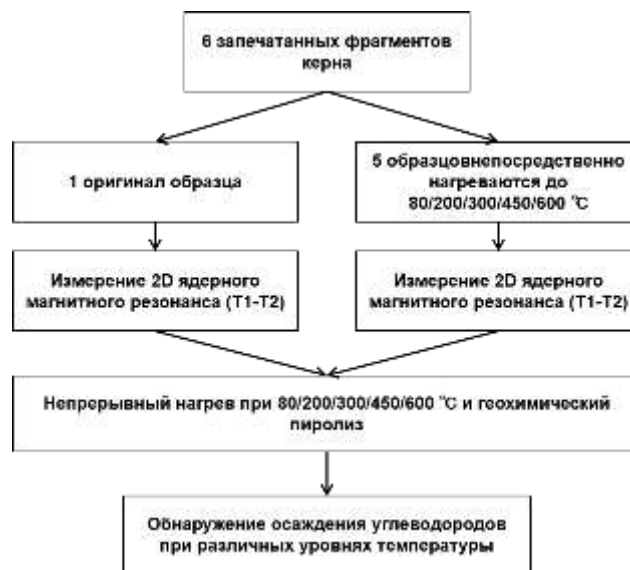 6 запечатанных фрагментов
керна
1 оригинал образца
5 образцовнепосредственно
нагреваются до
80/200/300/450/600 ℃
Измерение 2D ядерного
магнитного резонанса (T1-T2)
Измерение 2D ядерного
магнитного резонанса (T1-T2)
Непрерывный нагрев при 80/200/300/450/600 ℃ и геохимический
пиролиз
Обнаружение осаждения углеводородов
при различных уровнях температуры